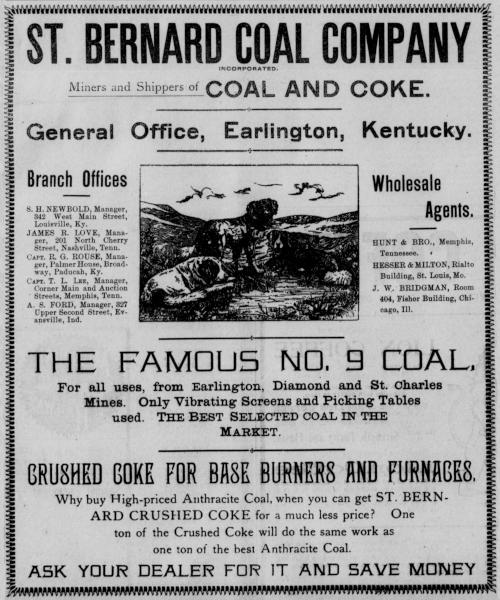 ST. BERNARD COAL COMPANY
INCORPORATED.
Miners and Shippers of COAL AND COKE.
General Office, Earlington, Kentucky.
Branch Offices
S. H. NEWBOLD, Manager,
342 West Main Street,
Louisville, Ky.
JAMES R. LOVE, Mana-
ger, 201 North Cherry
Street, Nashville, Tenn.
CAPT. R. G. ROUSE, Mana-
ger, Palmer House, Broad-
way, Paducah, Ky.
CAPT. T. L. LEE, Manager,
Corner Main and Auction
Streets, Memphis, Tenn.
A. S. FORD, Manager, 327
Upper Second Street, Ev-
ansville, Ind.
Wholesale
Agents.
HUNT & BRO., Memphis,
Tennessee.
HESSER & MILTON, Rialto
Building, St. Louis, Mo.
J. W. BRIDGMAN, Room
404, Fisher Building, Chi-
cago, Ill.
THE FAMOUS NO. 9 COAL,
For all uses, from Earlington, Diamond and St. Charles
Mines. Only Vibrating Screens and Picking Tables
used. THE BEST SELECTED COAL IN THE
MARKET.
CRUSHED COKE FOR BASE BURNERS AND FURNACES.
Why buy High-priced Anthracite Coal, when you can get ST. BERN-
ARD CRUSHED COKE for a much less price? One
ton of the Crushed Coke will do the same work as
one ton of the best Anthracite Coal.
ASK YOUR DEALER FOR IT AND SAVE MONEY